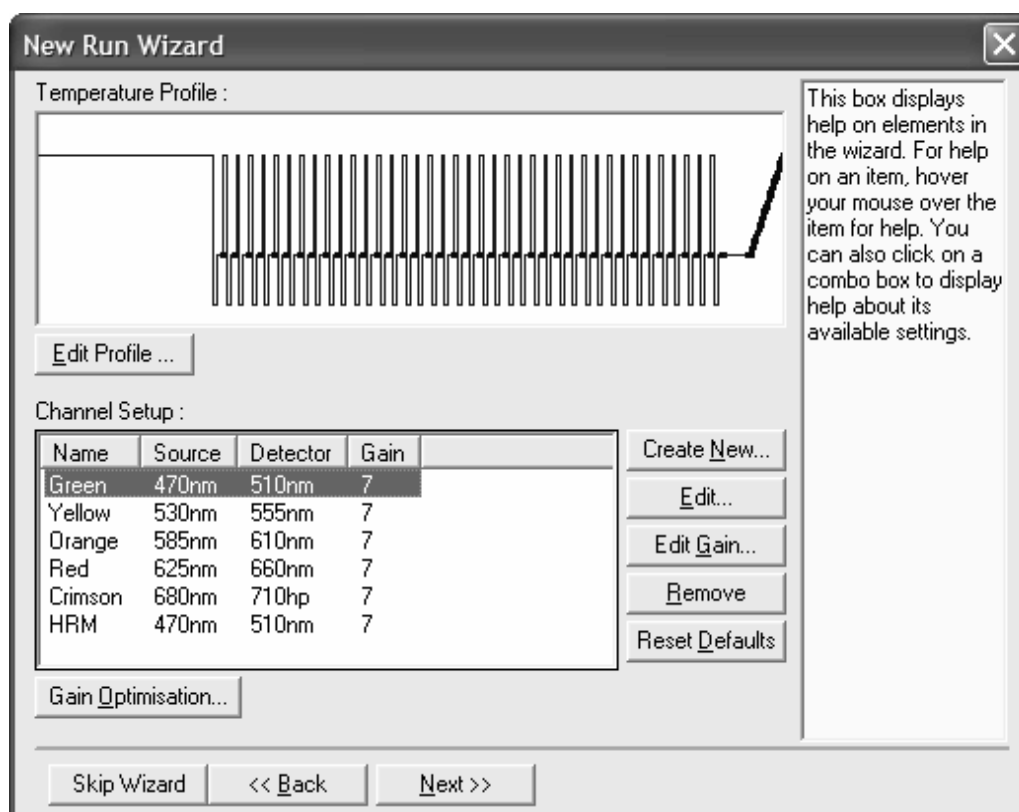 New Run Wizard
Temperature Profile :
Edit Profile ...
Channel Setup :
Name Source Detector Gain
Green 470nm 510nm 7
Yellow 530nm 555nm 7
Orange 585nm 610nm 7
Red 625nm 660nm 7
Crimson 680nm 710hp 7
HRM 470nm 510nm 7
Create New...
Edit...
Edit Gain...
Remove
Reset Defaults
Gain Optimisation...
This box displays
help on elements in
the wizard. For help
on an item, hover
your mouse over the
item for help. You
can also click on a
combo box to display
help about its
available settings.
Skip Wizard
<< Back
Next >>